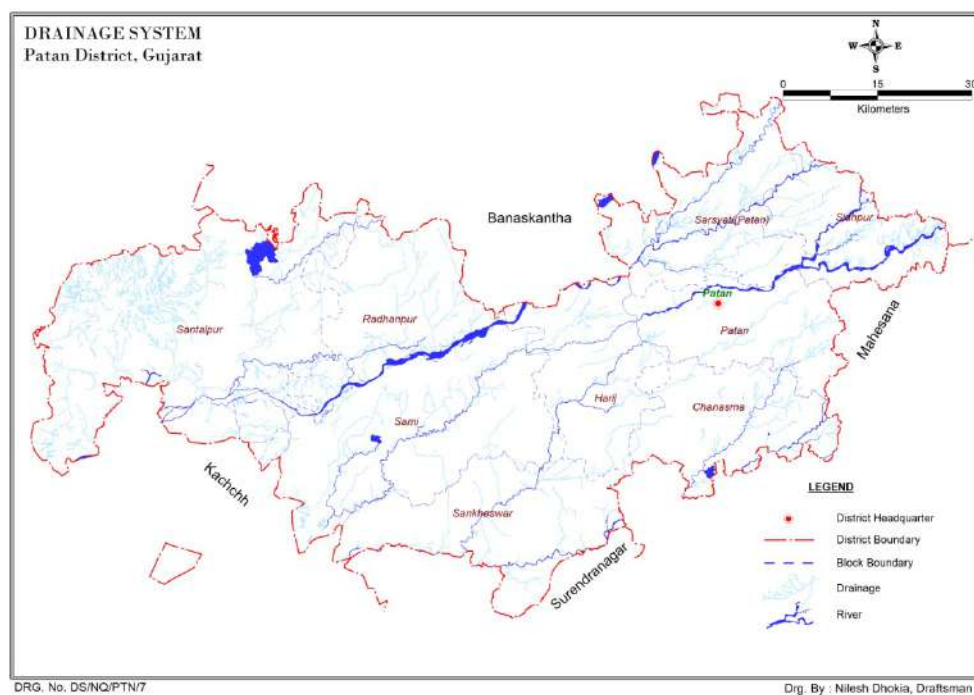 DRAINAGE SYSTEM
Patan District, Gujarat
N
W E
S
0 15 30
Kilometers
Banaskantha
Sarsvati(Patan)
Sidhpur
Patan
Santalpur
Radhanpur
Patan
Mahesana
Harij
Chanasma
Sami
Kachchh
Sankheswar
Surendranagar
LEGEND
District Headquarter
District Boundary
Block Boundary
Drainage
River
DRG. No. DS/NQ/PTN/7
Drg. By : Nilesh Dhokia, Draftsman